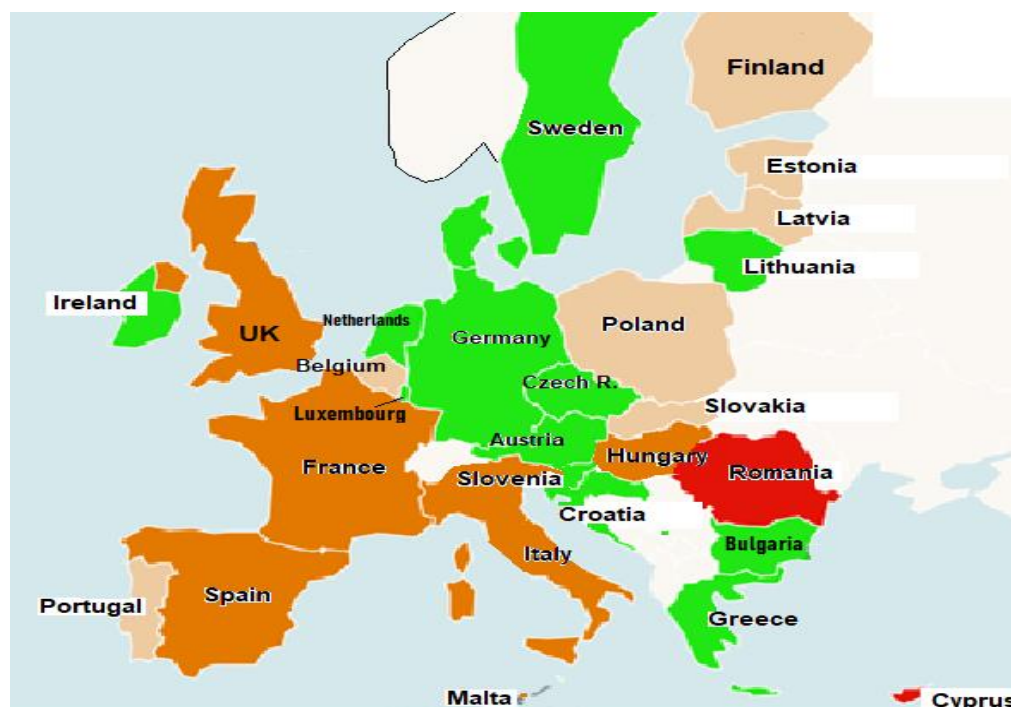 Finland
Sweden
Estonia
Latvia
Lithuania
Ireland
UK
Netherlands
Germany
Poland
Belgium
Czech R.
Luxembourg
Slovakia
Austria
Hungary
France
Slovenia
Romania
Croatia
Bulgaria
Italy
Spain
Portugal
Greece
Malta
Cyprus